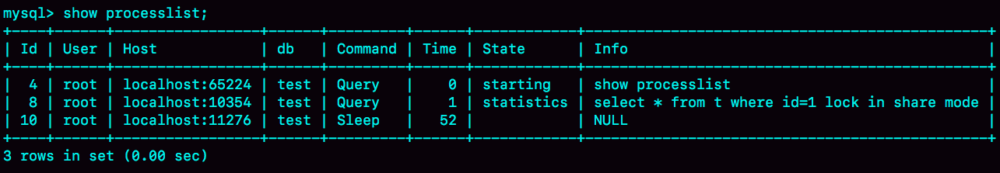 mysql> show processlist;
+----+------+-----------------+------+---------+------+------------+---------------------------------------------+
| Id | User | Host            | db   | Command | Time | State      | Info                                        |
+----+------+-----------------+------+---------+------+------------+---------------------------------------------+
|  4 | root | localhost:65224 | test | Query   |    0 | starting   | show processlist                            |
|  8 | root | localhost:10354 | test | Query   |    1 | statistics | select * from t where id=1 lock in share mode |
| 10 | root | localhost:11276 | test | Sleep   |   52 |            | NULL                                        |
+----+------+-----------------+------+---------+------+------------+---------------------------------------------+
3 rows in set (0.00 sec)